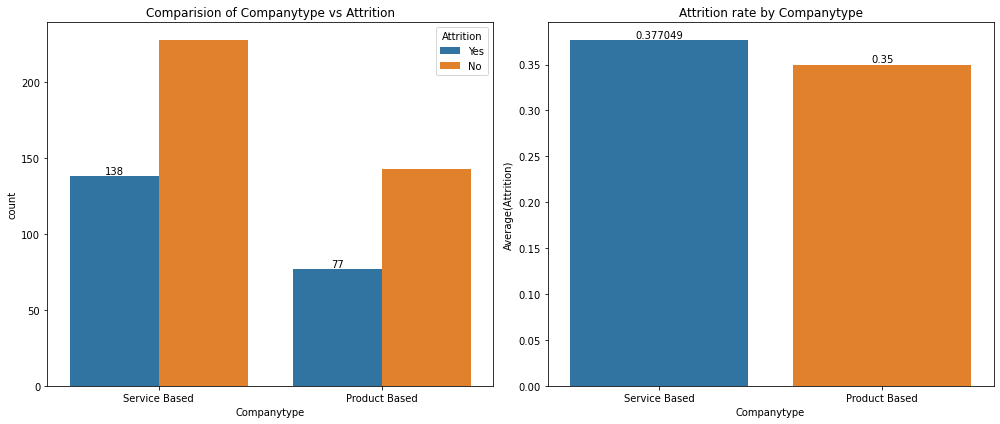 Comparision of Companytype vs Attrition
Attrition
Yes
No
200
150
100
50
0
count
138
77
Service Based
Product Based
Companytype
Attrition rate by Companytype
0.35
0.30
0.25
0.20
0.15
0.10
0.05
0.00
Average(Attrition)
0.377049
0.35
Service Based
Product Based
Companytype